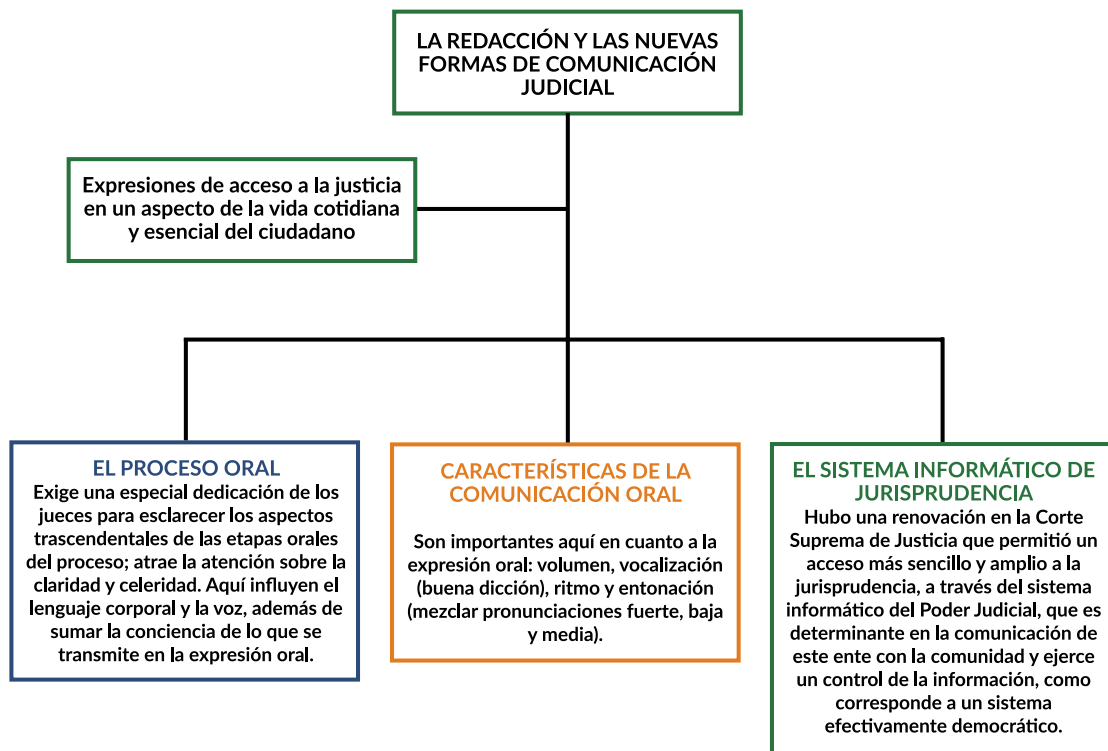 LA REDACCIÓN Y LAS NUEVAS
FORMAS DE COMUNICACIÓN
JUDICIAL
Expresiones de acceso a la justicia
en un aspecto de la vida cotidiana
y esencial del ciudadano
EL PROCESO ORAL
Exige una especial dedicación de los
jueces para esclarecer los aspectos
trascendentales de las etapas orales
del proceso; atrae la atención sobre la
claridad y celeridad. Aquí influyen el
lenguaje corporal y la voz, además de
sumar la conciencia de lo que se
transmite en la expresión oral.
CARACTERÍSTICAS DE LA
COMUNICACIÓN ORAL
Son importantes aquí en cuanto a la
expresión oral: volumen, vocalización
(buena dicción), ritmo y entonación
(mezclar pronunciaciones fuerte, baja
y media).
EL SISTEMA INFORMÁTICO DE
JURISPRUDENCIA
Hubo una renovación en la Corte
Suprema de Justicia que permitió un
acceso más sencillo y amplio a la
jurisprudencia, a través del sistema
informático del Poder Judicial, que es
determinante en la comunicación de
este ente con la comunidad y ejerce
un control de la información, como
corresponde a un sistema
efectivamente democrático.